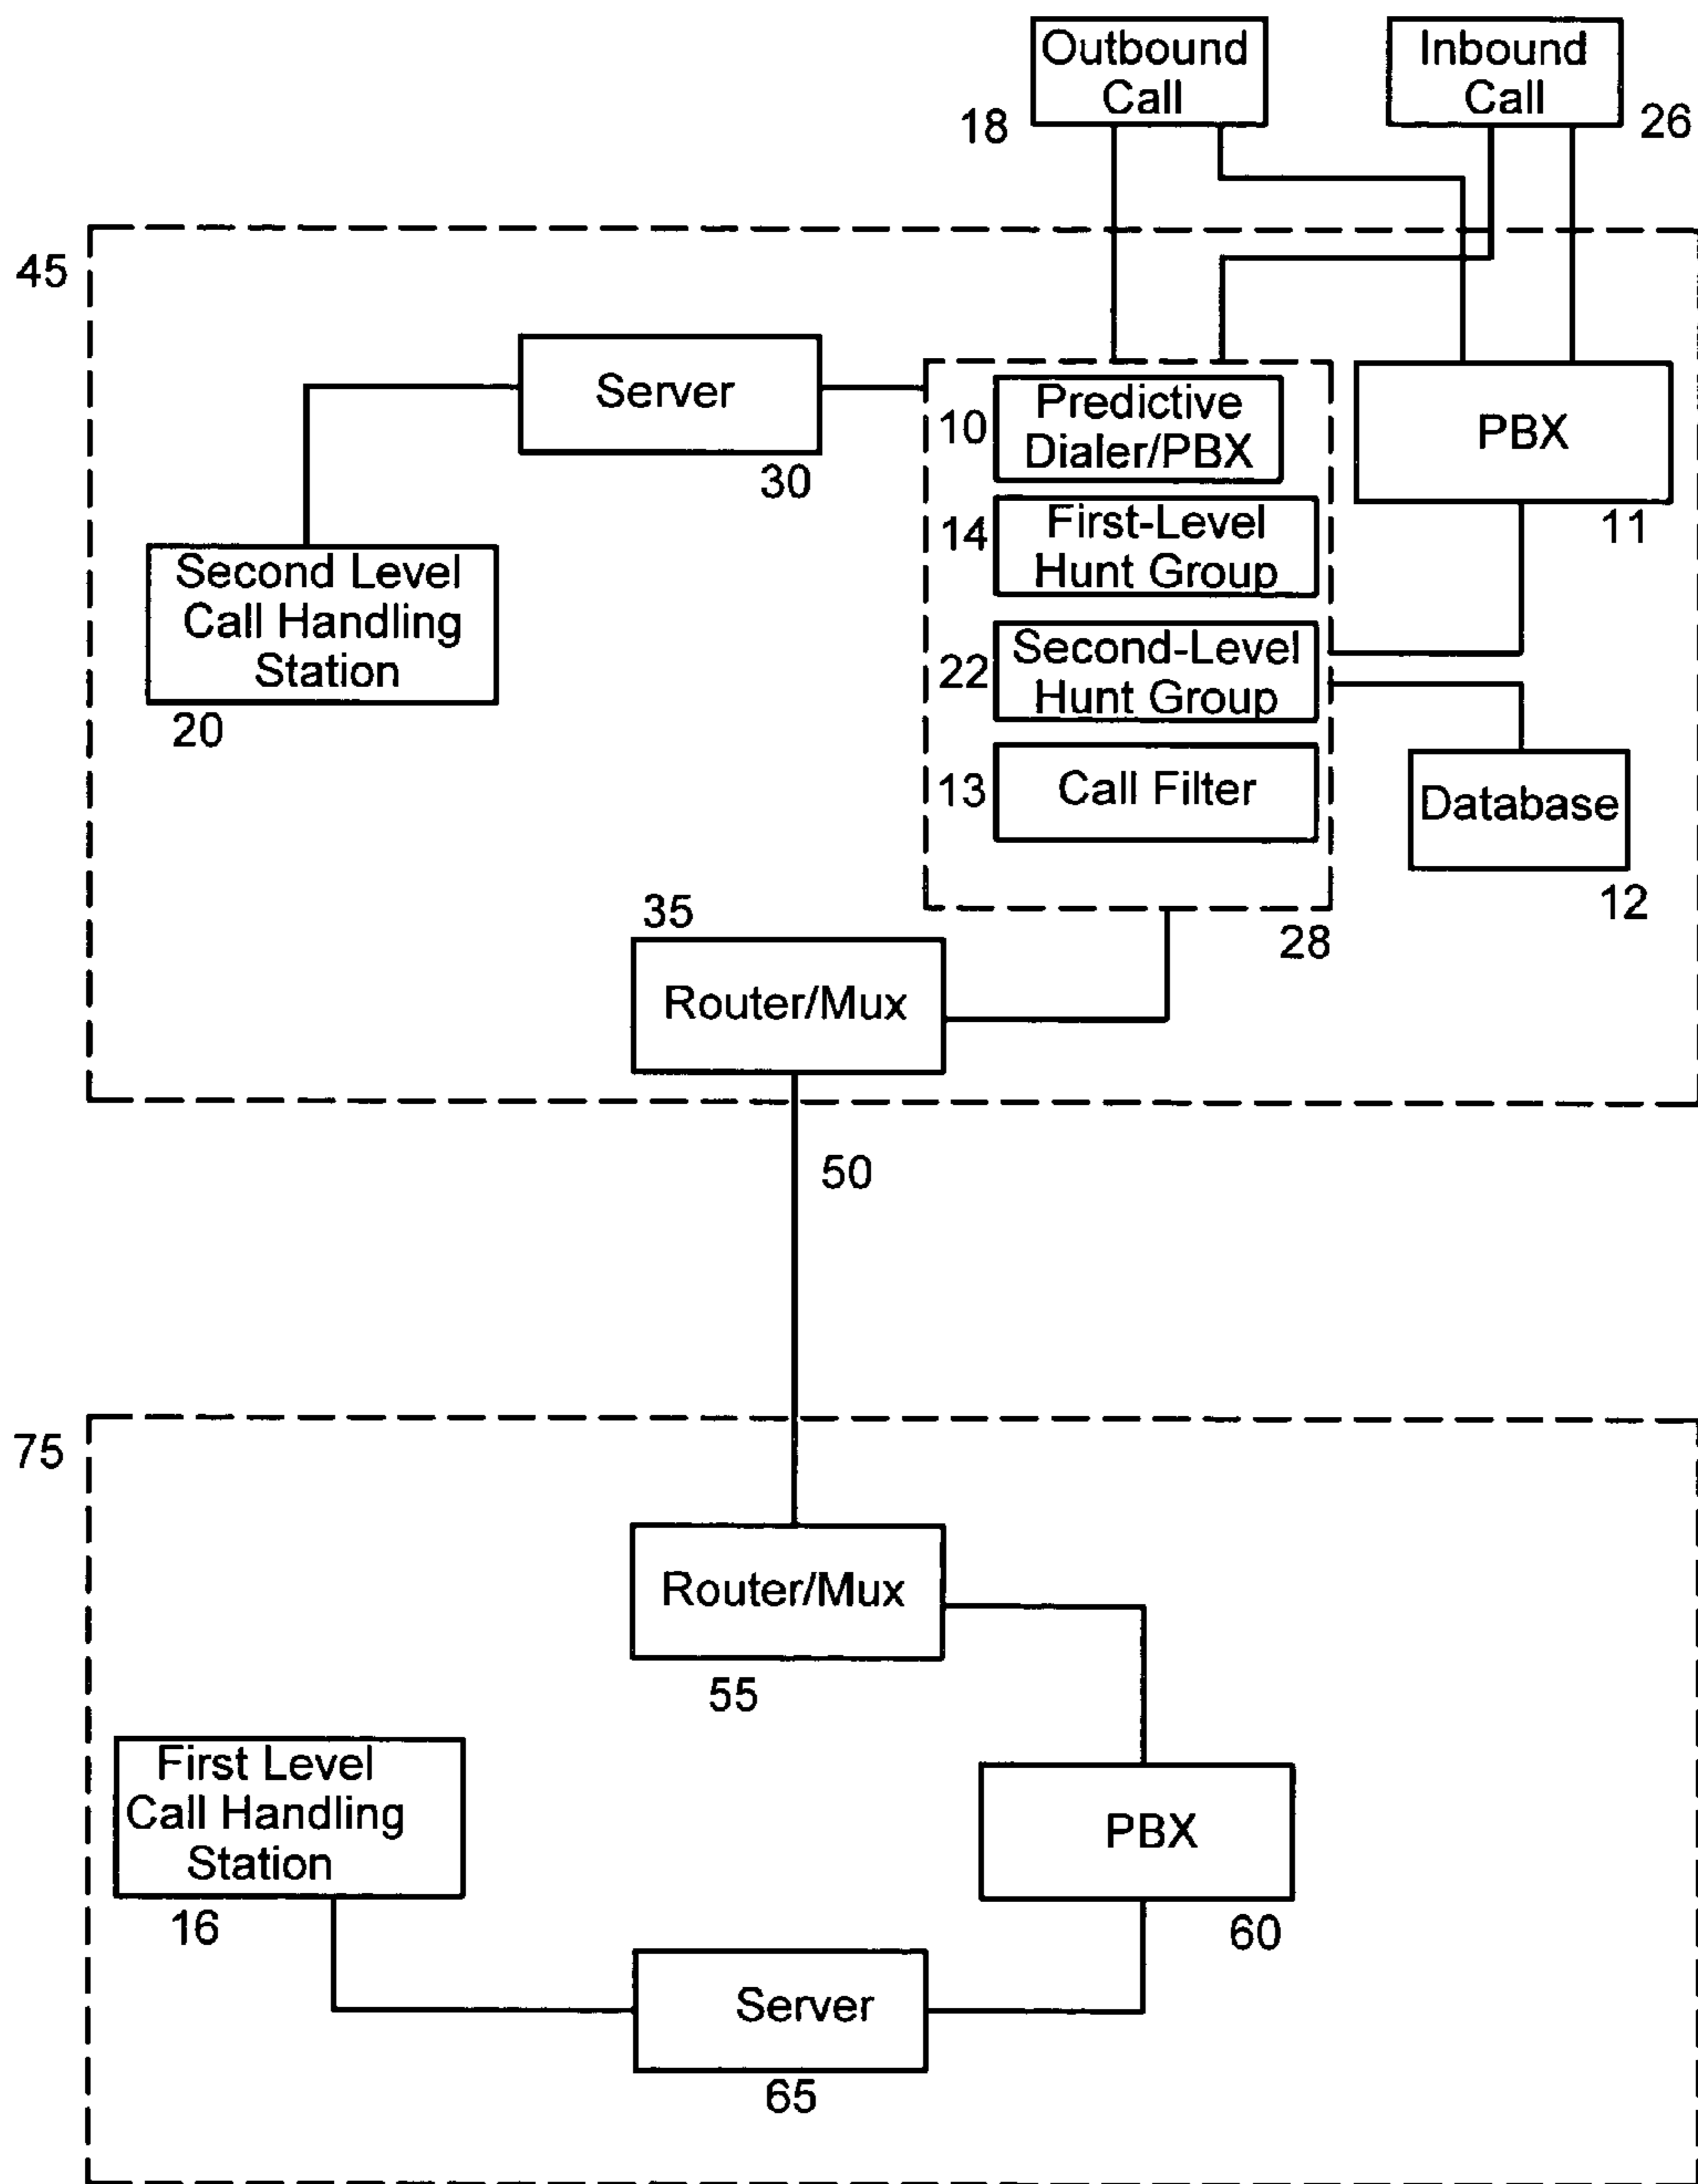 Outbound
Call
18
Inbound
Call
26
45
Server
30
10
Predictive
Dialer/PBX
PBX
11
14
First-Level
Hunt Group
Second Level
Call Handling
Station
20
22
Second-Level
Hunt Group
13
Call Filter
Database
12
28
35
Router/Mux
50
75
Router/Mux
55
First Level
Call Handling
Station
16
PBX
60
Server
65